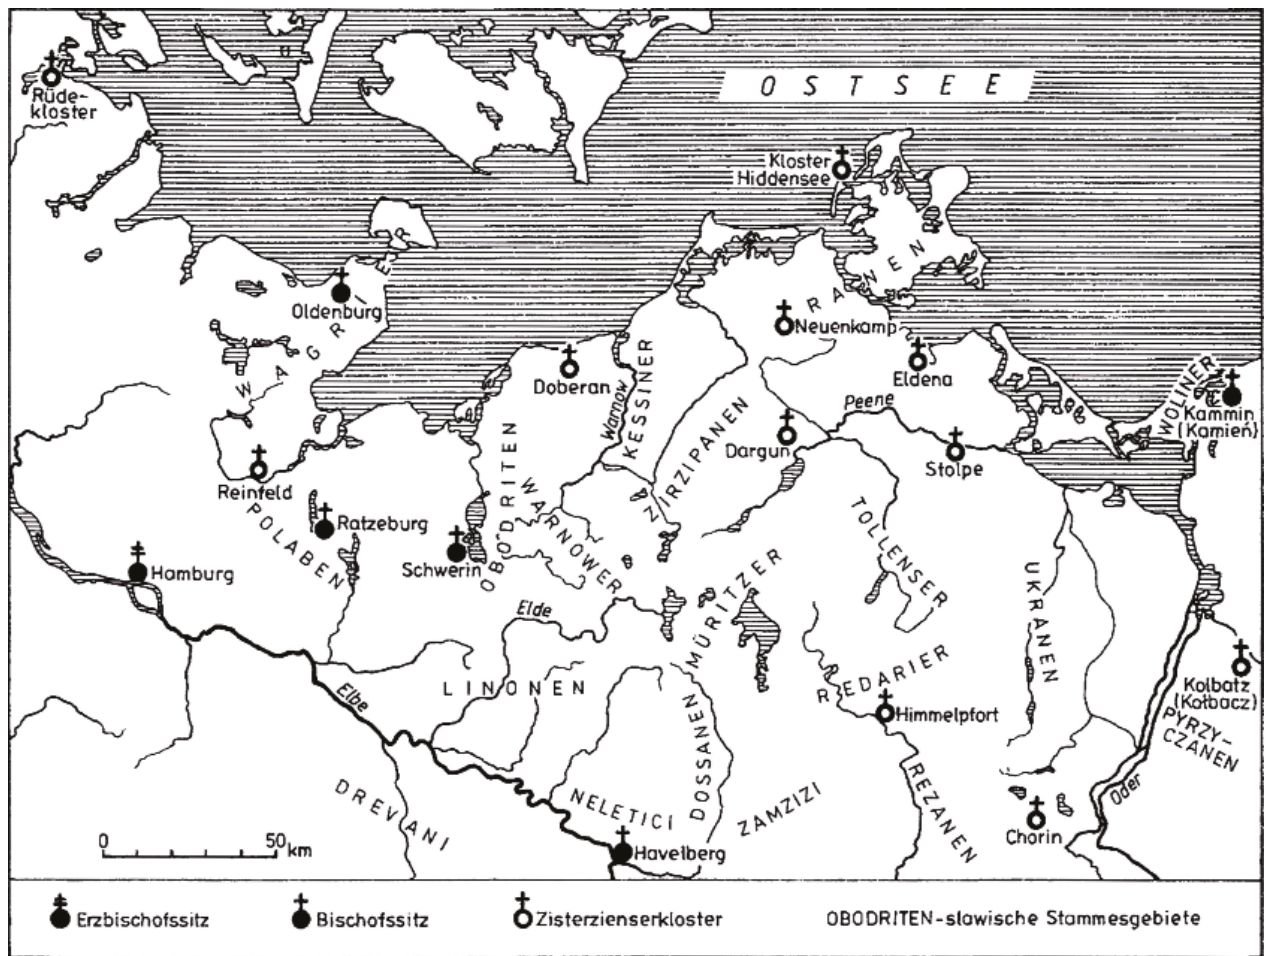 OSTSEE
Rüde-
kloster
Kloster
Hiddensee
Oldenburg
WAGRIER
RANEN
Neuenkamp
Doberan
Warnow
KESSINER
Eldena
WOLINER
Kammin
(Kamień)
Peene
ZIRZIPANEN
Dargun
Stolpe
Reinfeld
POLABEN
Ratzeburg
OBODRITEN
WARNOWER
Schwerin
TOLLENSER
Hamburg
Elde
MÜRITZER
UKRANEN
REDARIER
Kolbatz
(Kołbacz)
PYRZY-
CZANEN
LINONEN
Elbe
DOSSANEN
Himmelpfort
REZANEN
Oder
DREVANI
NELETICI
ZAMZIZI
Chorin
Havelberg
0 50 km
Erzbischofssitz
Bischofssitz
Zisterzienserkloster
OBODRITEN-slawische Stammesgebiete